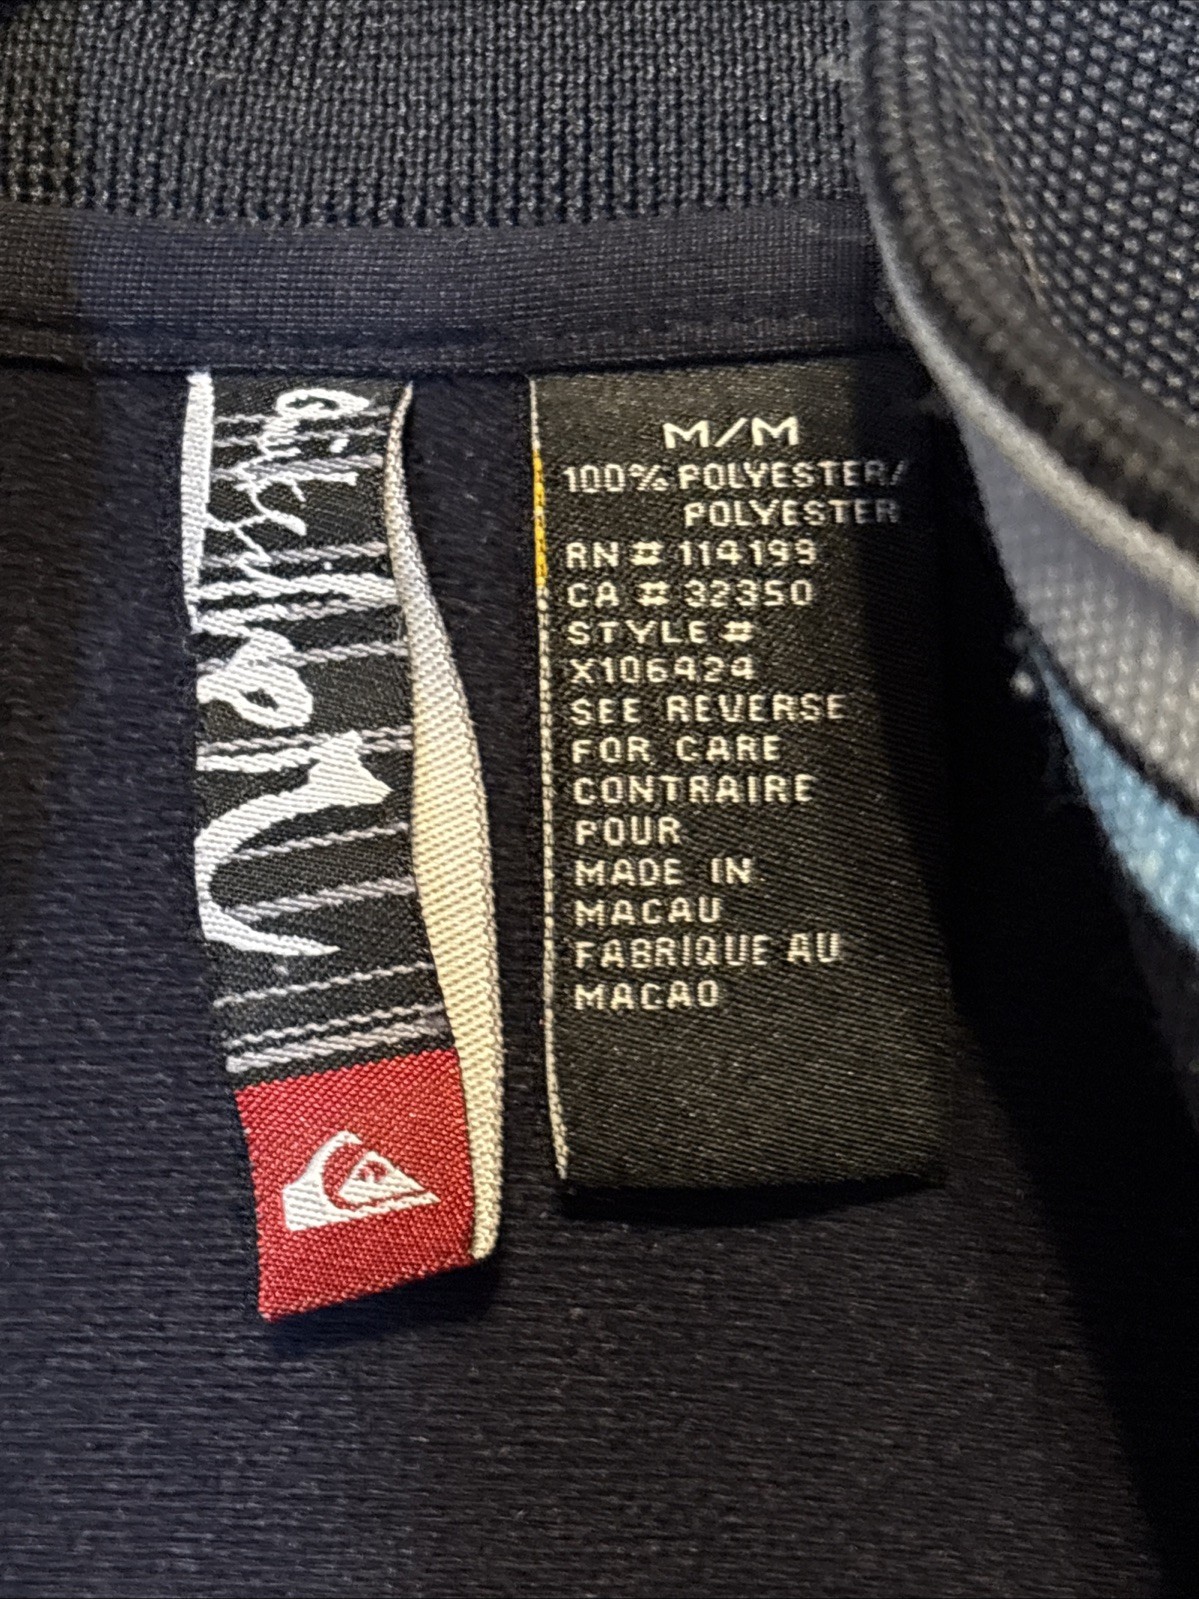 Quiksilver
M/M
100% POLYESTER/
POLYESTER
RN # 114199
CA # 32350
STYLE #
X106424
SEE REVERSE
FOR CARE
CONTRAIRE
POUR
MADE IN
MACAU
FABRIQUE AU
MACAO